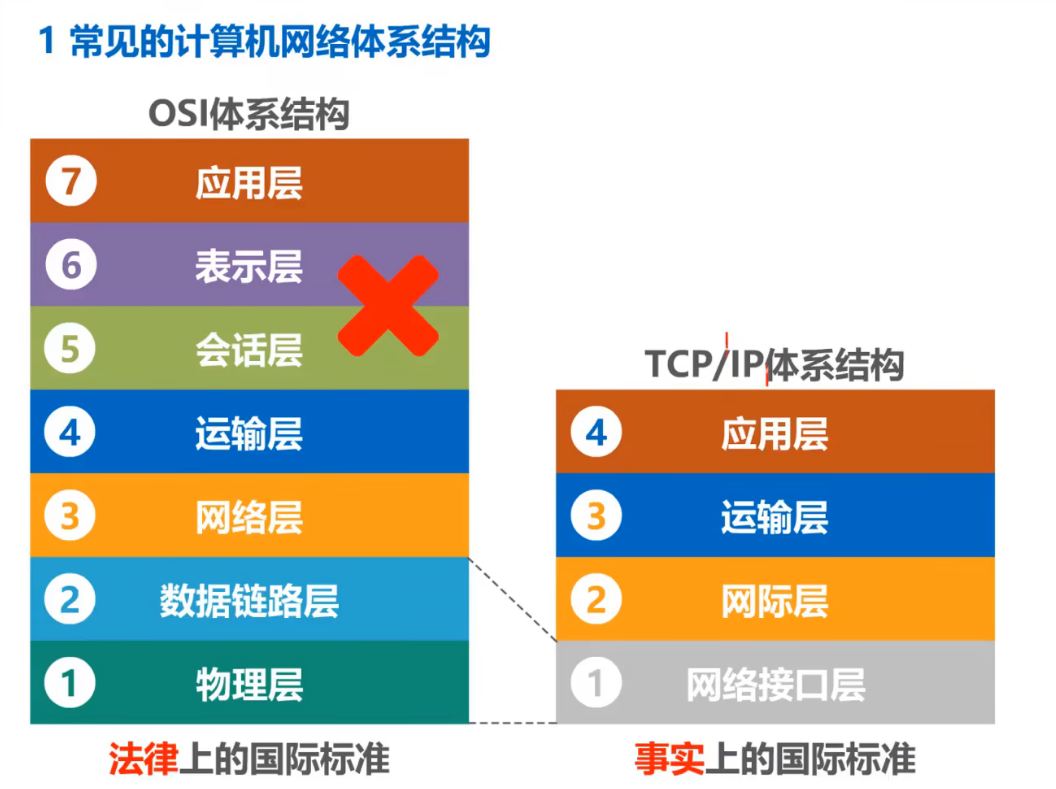 1 常见的计算机网络体系结构
OSI体系结构
7 应用层
6 表示层
5 会话层
4 运输层
3 网络层
2 数据链路层
1 物理层
法律上的国际标准
TCP/IP体系结构
4 应用层
3 运输层
2 网际层
1 网络接口层
事实上的国际标准